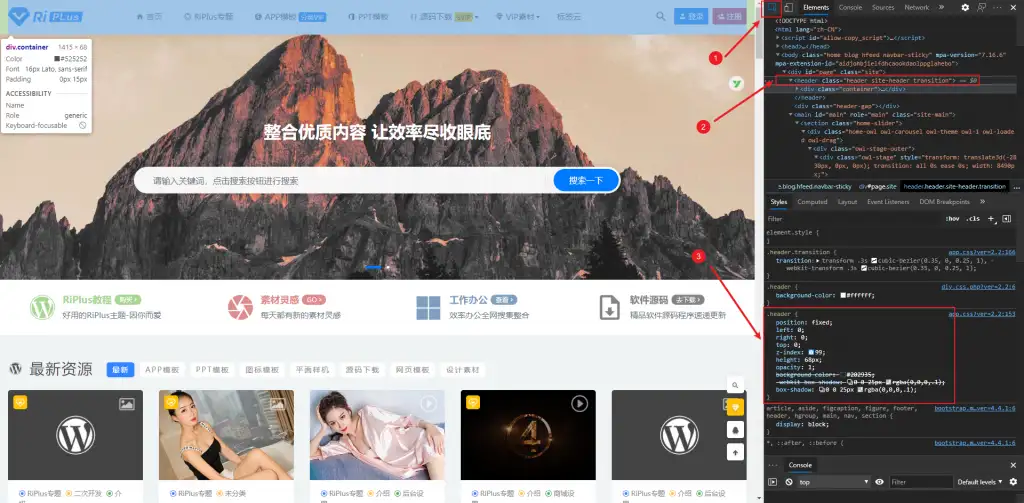 RiPLUS
首页
RiPlus专题
APP模板
PPT模板
源码下载
VIP素材
标签云
登录
注册
div.container 1415 × 68
Color #525252
Font 16px Lato, sans-serif
Padding 0px 15px
ACCESSIBILITY
Name
Role generic
Keyboard-focusable
整合优质内容 让效率尽收眼底
请输入关键词，点击搜索按钮进行搜索
搜索一下
RiPlus教程
好用的RiPlus主题-因你而爱
素材灵感 GO
每天都有新的素材灵感
工作办公 查看
效率办公全网搜集整合
软件源码 去下载
精品软件源码程序速递更新
最新资源
最新
APP模板
PPT模板
图标模板
平面样机
源码下载
网页模板
设计素材
RiPlus专题 二次开发 介
RiPlus专题 未分类
RiPlus专题 介绍 后台设
RiPlus专题 介绍 商城设
RiPlus专题 介绍 后台设
1
2
3
Elements Console Sources Network »
<!DOCTYPE html>
<html lang="zh-CN">
<script id="allow-copy_script">…</script>
<head>…</head>
<body class="home blog hfeed navbar-sticky" mpa-version="7.16.6"
<div id="page" class="site">
<header class="header site-header transition"> == $0
<div class="container">…</div>
</header>
<div class="header-gap"></div>
<main id="main" role="main" class="site-main">
<section class="home-slider">
<div class="home-owl owl-carousel owl-theme owl-1 owl-loade
d owl-drag">
<div class="owl-stage-outer">
<div class="owl-stage" style="transform: translate3d(-28
30px, 0px, 0px); transition: all 0s ease 0s; width: 8490p
x;">
s.blog.hfeed.navbar-sticky div#page.site header.header.site-header.transition ...
Styles Computed Layout Event Listeners DOM Breakpoints »
Filter :hov .cls +
element.style {
}
.header.transition { app.css?ver=2.2:166
transition: transform .3s cubic-bezier(0.35, 0, 0.25, 1), -
webkit-transform .3s cubic-bezier(0.35, 0, 0.25, 1);
}
.header { div.css.php?ver=2.2:6
background-color: #ffffff;
}
.header { app.css?ver=2.2:153
position: fixed;
left: 0;
right: 0;
top: 0;
z-index: 99;
height: 68px;
opacity: 1;
background-color: #202935;
-webkit-box-shadow: 0 0 25px rgba(0,0,0,.1);
box-shadow: 0 0 25px rgba(0,0,0,.1);
}
article, aside, figcaption, figure, footer, bootstrap.m…v=4.4.1:6
header, hgroup, main, nav, section {
display: block;
}
*, ::after, ::before { bootstrap.m…v=4.4.1:6
Console
top Filter Default levels